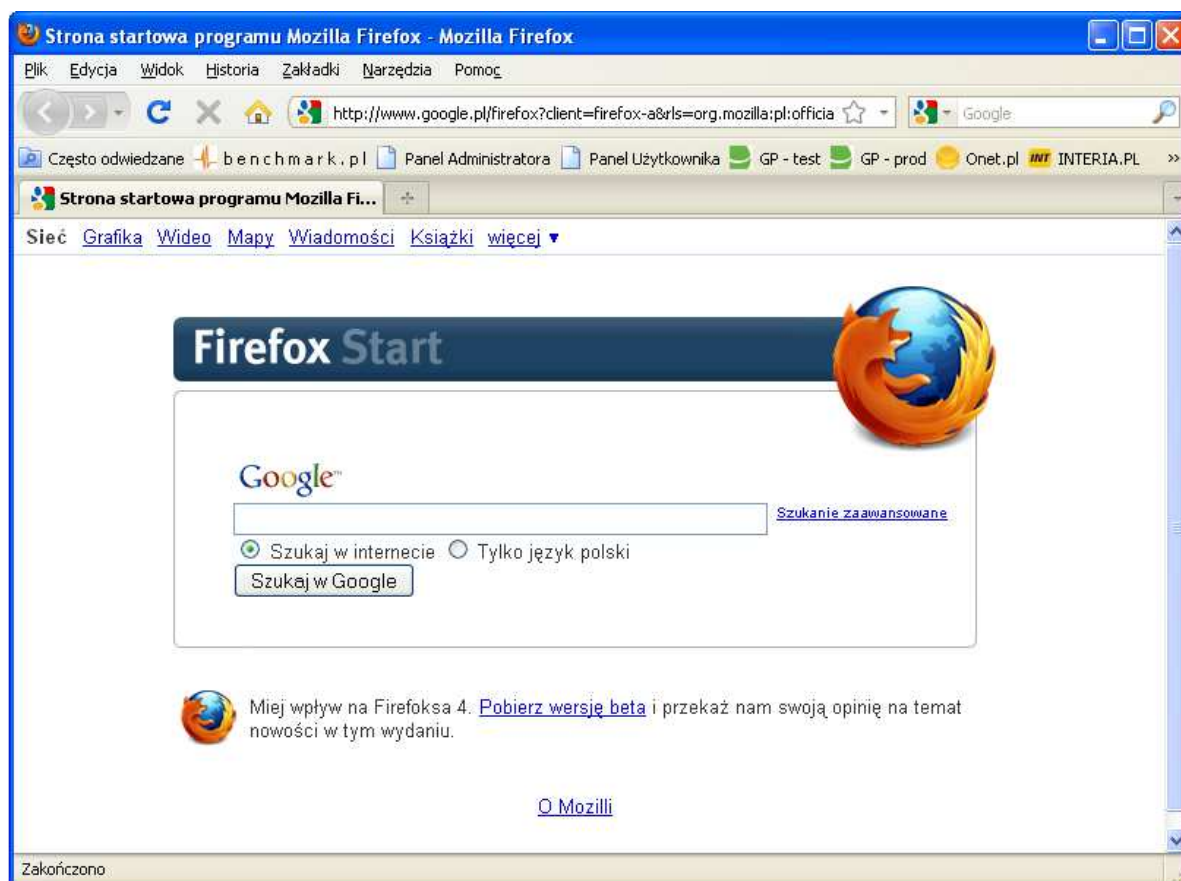 Strona startowa programu Mozilla Firefox - Mozilla Firefox
Plik Edycja Widok Historia Zakładki Narzędzia Pomoc
http://www.google.pl/firefox?client=firefox-a&rls=org.mozilla:pl:officia Google
Często odwiedzane benchmark.pl Panel Administratora Panel Użytkownika GP - test GP - prod Onet.pl INT INTERIA.PL »
Strona startowa programu Mozilla Fi...
Sieć Grafika Wideo Mapy Wiadomości Książki więcej ▼
Firefox Start
Google™
Szukanie zaawansowane
Szukaj w internecie Tylko język polski
Szukaj w Google
Miej wpływ na Firefoksa 4. Pobierz wersję beta i przekaż nam swoją opinię na temat
nowości w tym wydaniu.
O Mozilli
Zakończono